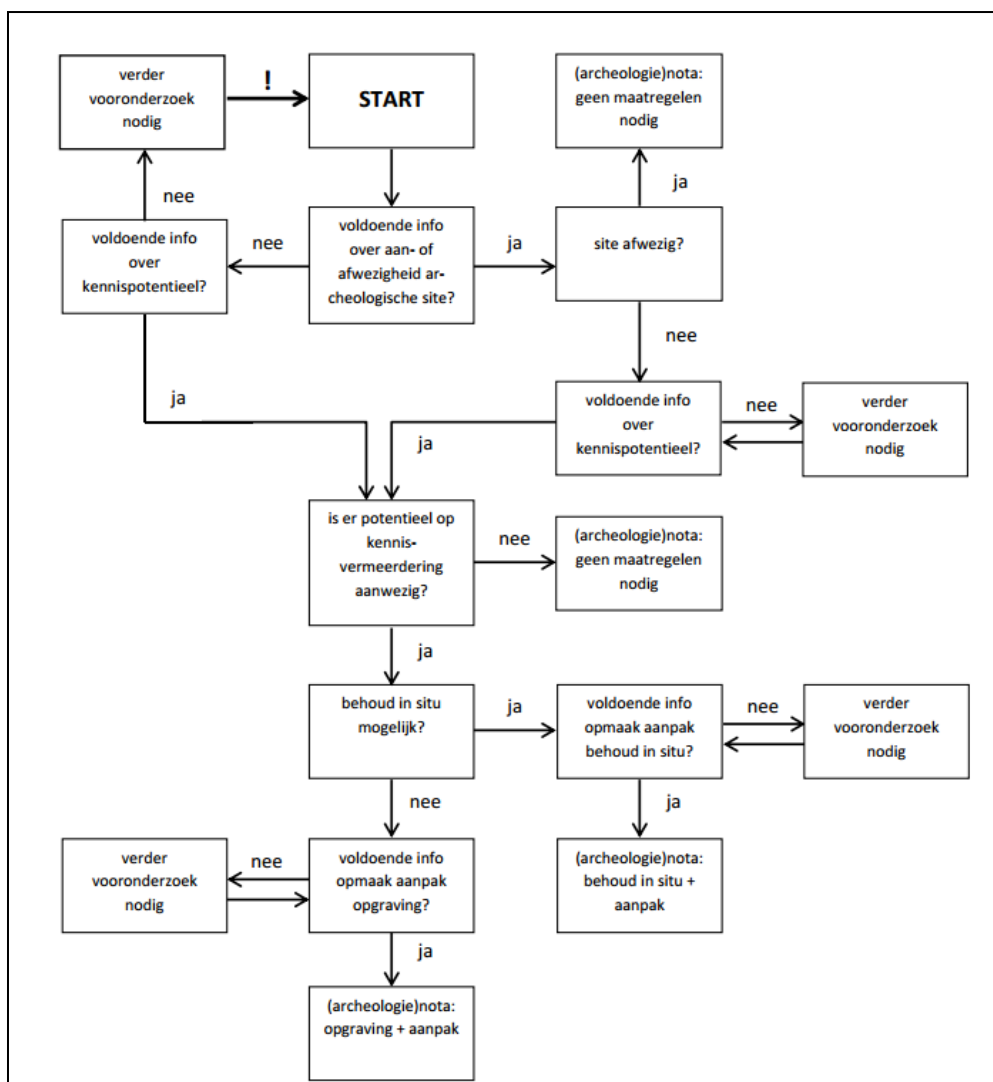 verder
vooronderzoek
nodig
!
START
(archeologie)nota:
geen maatregelen
nodig
nee
ja
voldoende info
over
kennispotentieel?
nee
voldoende info
over aan- of
afwezigheid ar-
cheologische site?
ja
site afwezig?
nee
ja
voldoende info
over
kennispotentieel?
nee
verder
vooronderzoek
nodig
ja
is er potentieel op
kennis-
vermeerdering
aanwezig?
nee
(archeologie)nota:
geen maatregelen
nodig
ja
behoud in situ
mogelijk?
ja
voldoende info
opmaak aanpak
behoud in situ?
nee
verder
vooronderzoek
nodig
nee
ja
verder
vooronderzoek
nodig
nee
voldoende info
opmaak aanpak
opgraving?
(archeologie)nota:
behoud in situ +
aanpak
ja
(archeologie)nota:
opgraving + aanpak